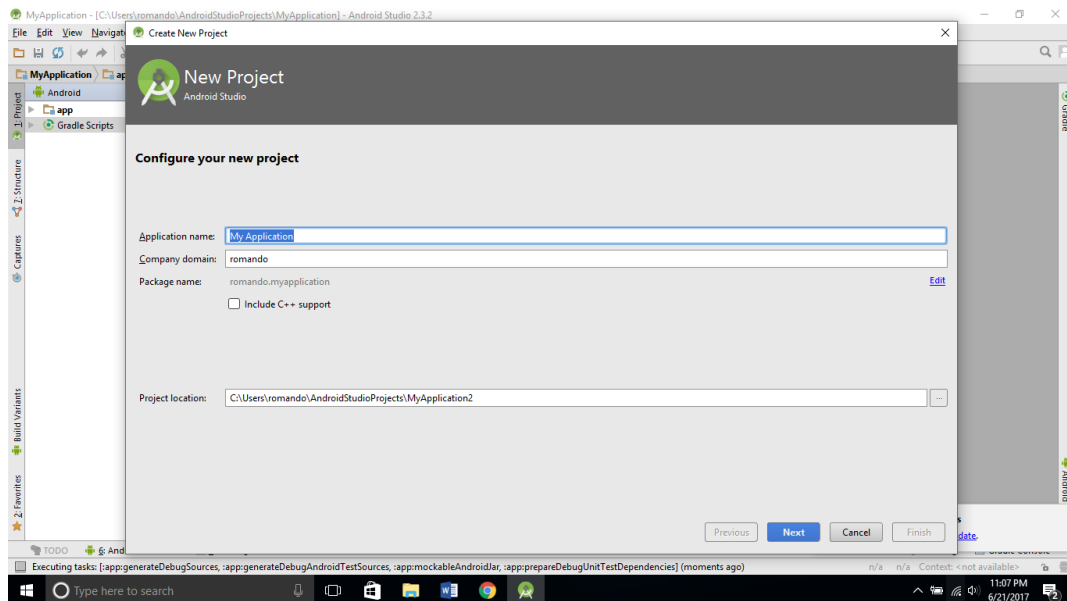 MyApplication - [C:\Users\romando\AndroidStudioProjects\MyApplication] - Android Studio 2.3.2
File Edit View Navigat
Create New Project
MyApplication
New Project
Android Studio
Android
app
Gradle Scripts
1: Project
7: Structure
Captures
Build Variants
2: Favorites
Gradle
Configure your new project
Application name: My Application
Company domain: romando
Package name: romando.myapplication
Edit
Include C++ support
Project location: C:\Users\romando\AndroidStudioProjects\MyApplication2
...
Previous Next Cancel Finish
date.
TODO 6: And
Executing tasks: [:app:generateDebugSources, :app:generateDebugAndroidTestSources, :app:mockableAndroidJar, :app:prepareDebugUnitTestDependencies] (moments ago)
n/a n/a Context: <not available>
Type here to search
11:07 PM
6/21/2017